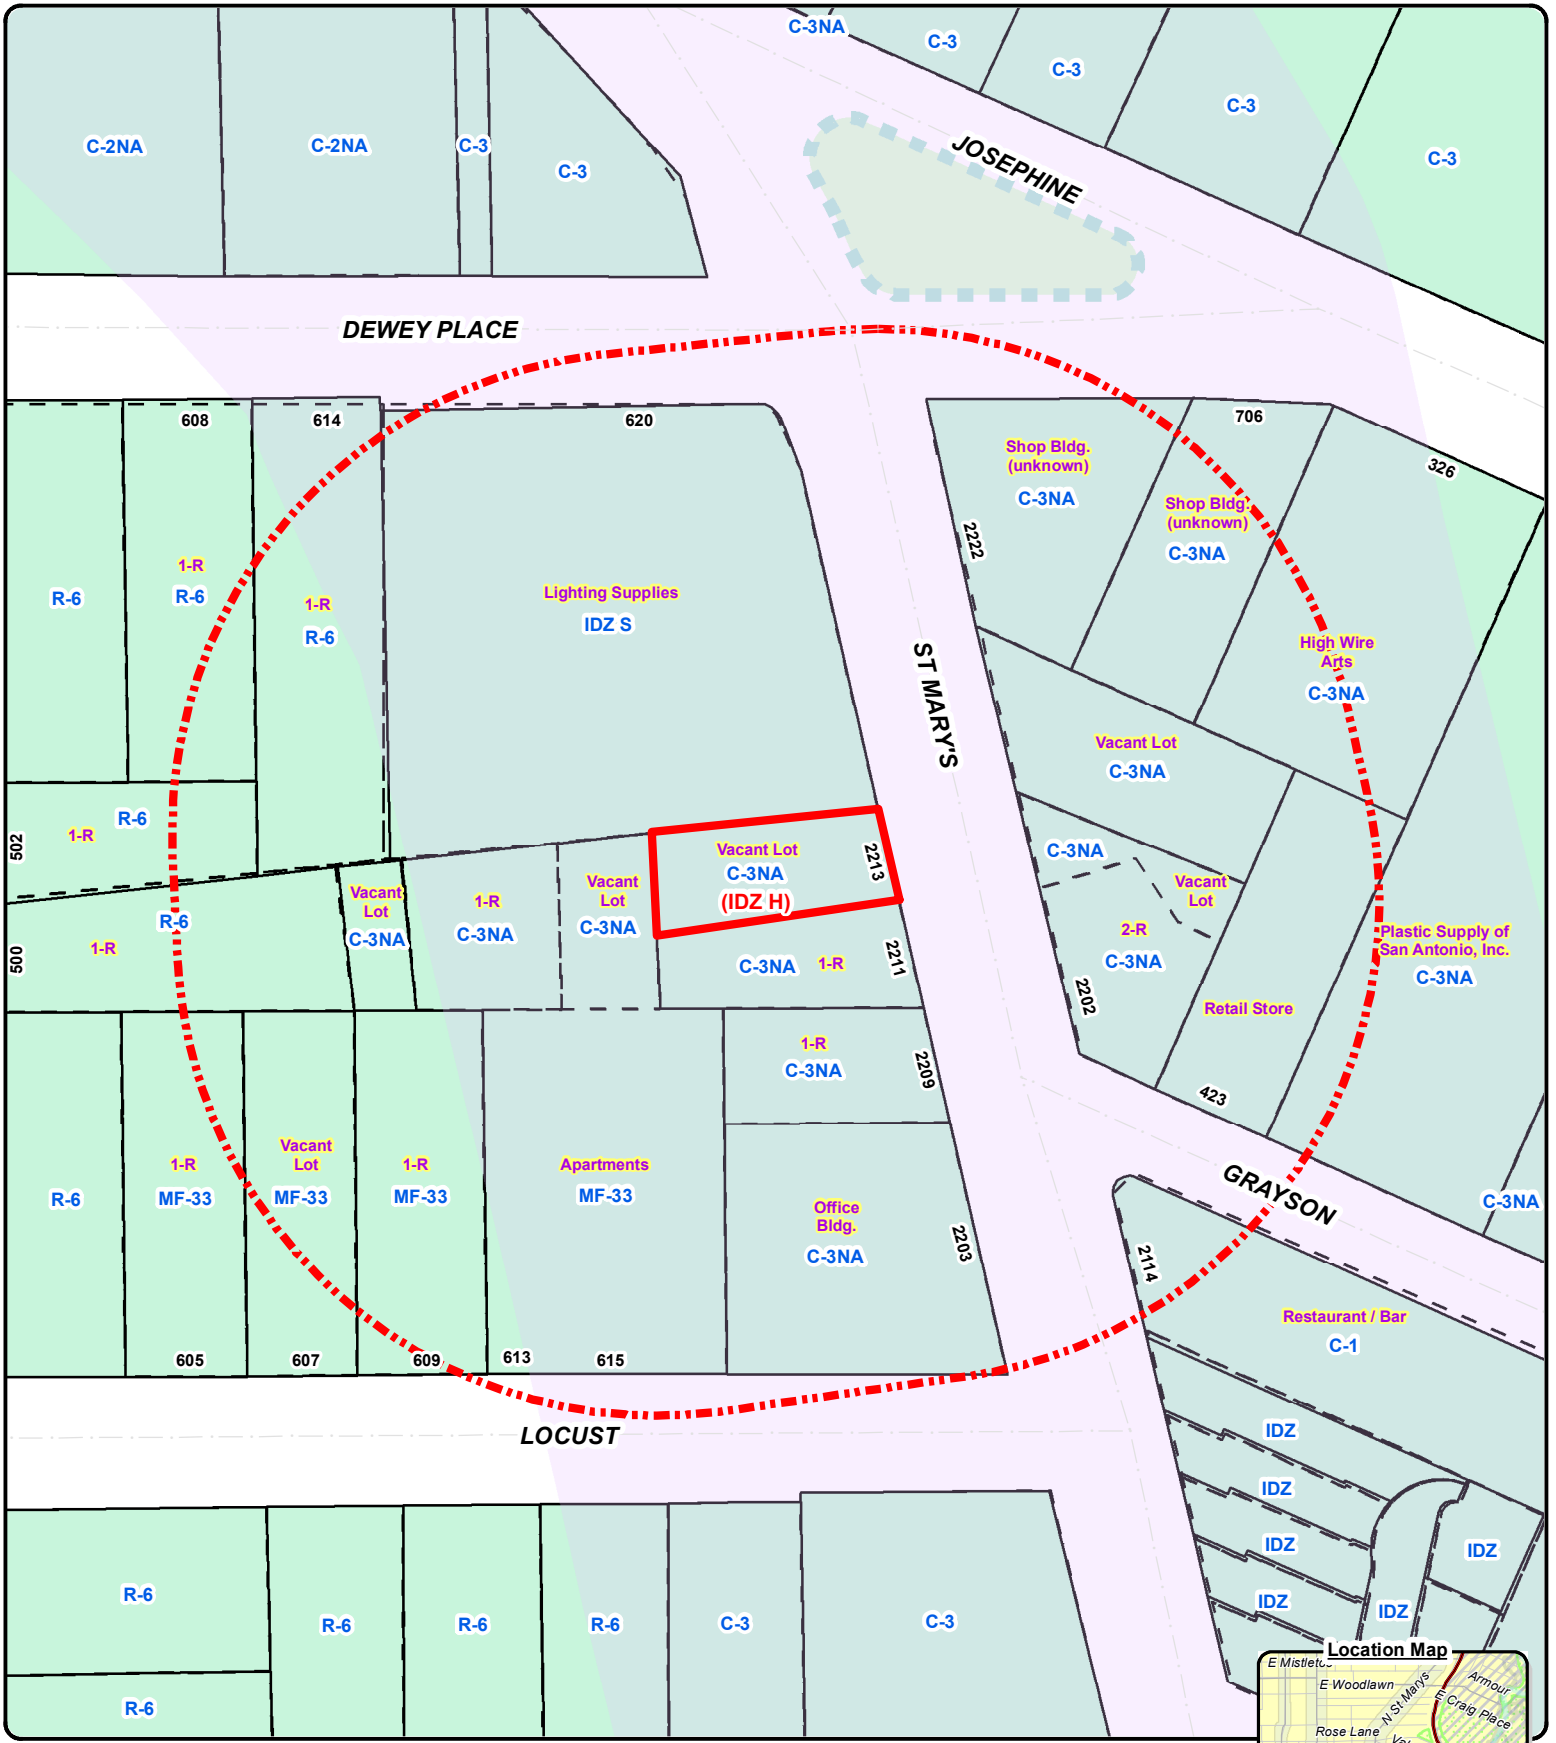 C-3NA
C-3
C-3
C-3
C-2NA
C-2NA
C-3
C-3
C-3
JOSEPHINE
DEWEY PLACE
608
614
620
706
326
Shop Bldg.
(unknown)
C-3NA
Shop Bldg.
(unknown)
C-3NA
2222
1-R
R-6
R-6
1-R
R-6
Lighting Supplies
IDZ S
ST MARY'S
High Wire
Arts
C-3NA
Vacant Lot
C-3NA
R-6
1-R
502
Vacant Lot
C-3NA
(IDZ H)
2213
C-3NA
Vacant
Lot
2-R
C-3NA
2202
R-6
1-R
500
Vacant
Lot
C-3NA
1-R
C-3NA
Vacant
Lot
C-3NA
C-3NA 1-R
2211
Plastic Supply of
San Antonio, Inc.
C-3NA
Retail Store
423
1-R
C-3NA
2209
R-6
1-R
MF-33
Vacant
Lot
MF-33
1-R
MF-33
Apartments
MF-33
Office
Bldg.
C-3NA
2203
GRAYSON
C-3NA
2114
Restaurant / Bar
C-1
605
607
609
613
615
LOCUST
IDZ
IDZ
IDZ
IDZ
IDZ
IDZ
R-6
R-6
R-6
R-6
C-3
C-3
R-6
Location Map
E Mistletoe
E Woodlawn
N St Marys
Armour
E Craig Place
Rose Lane